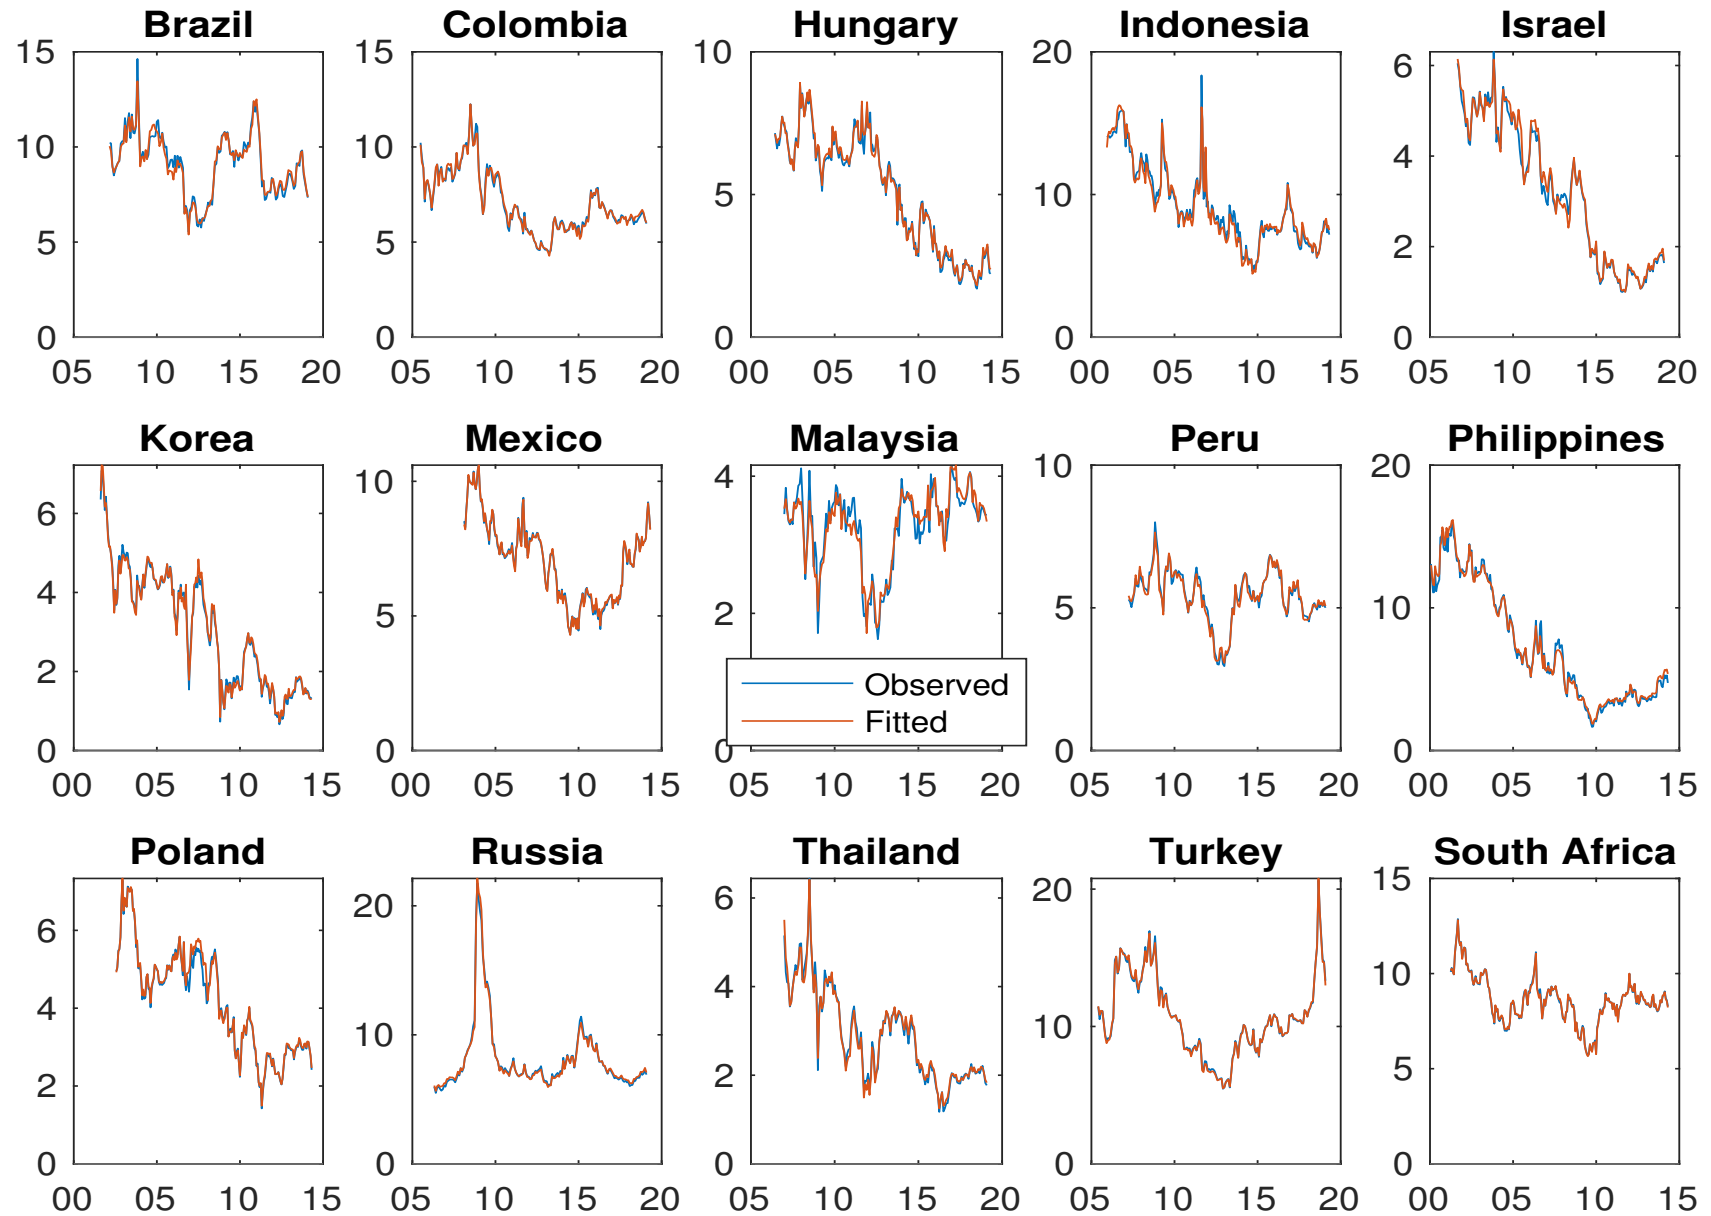 Brazil Colombia Hungary Indonesia Israel
15 15 10 20 6
10 10 5 10 4
5 5 2
0 0 0 0 0
05 10 15 20 05 10 15 20 00 05 10 15 00 05 10 15 05 10 15 20
Korea Mexico Malaysia Peru Philippines
6 10 4 10 20
4 5 2 5 10
2
Observed
Fitted
0 0 0 0 0
00 05 10 15 05 10 15 20 05 10 15 20 05 10 15 20 00 05 10 15
Poland Russia Thailand Turkey South Africa
6 20 6 20 15
4 10 4 10 10
2 2 5
0 0 0 0 0
00 05 10 15 05 10 15 20 05 10 15 20 05 10 15 20 00 05 10 15